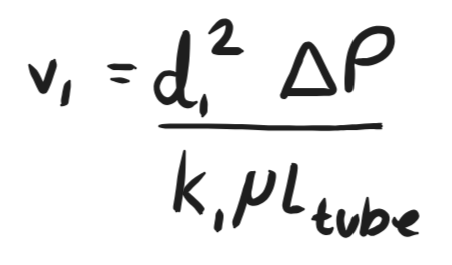 v₁ = d₁² ΔP
k₁μL_tube